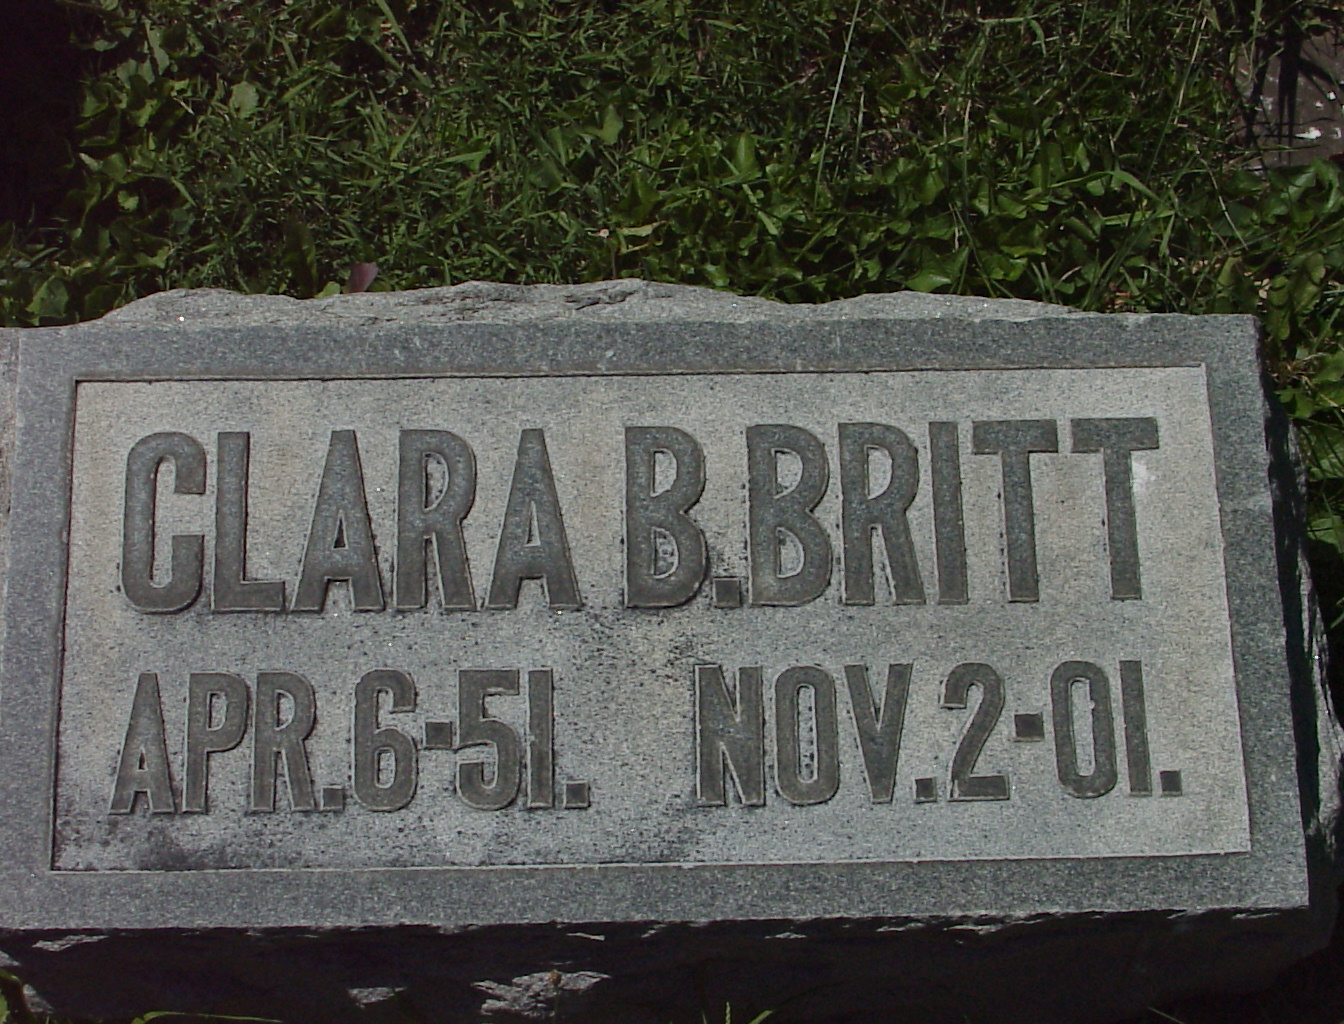 CLARA B. BRITT
APR. 6-51. NOV. 2-01.